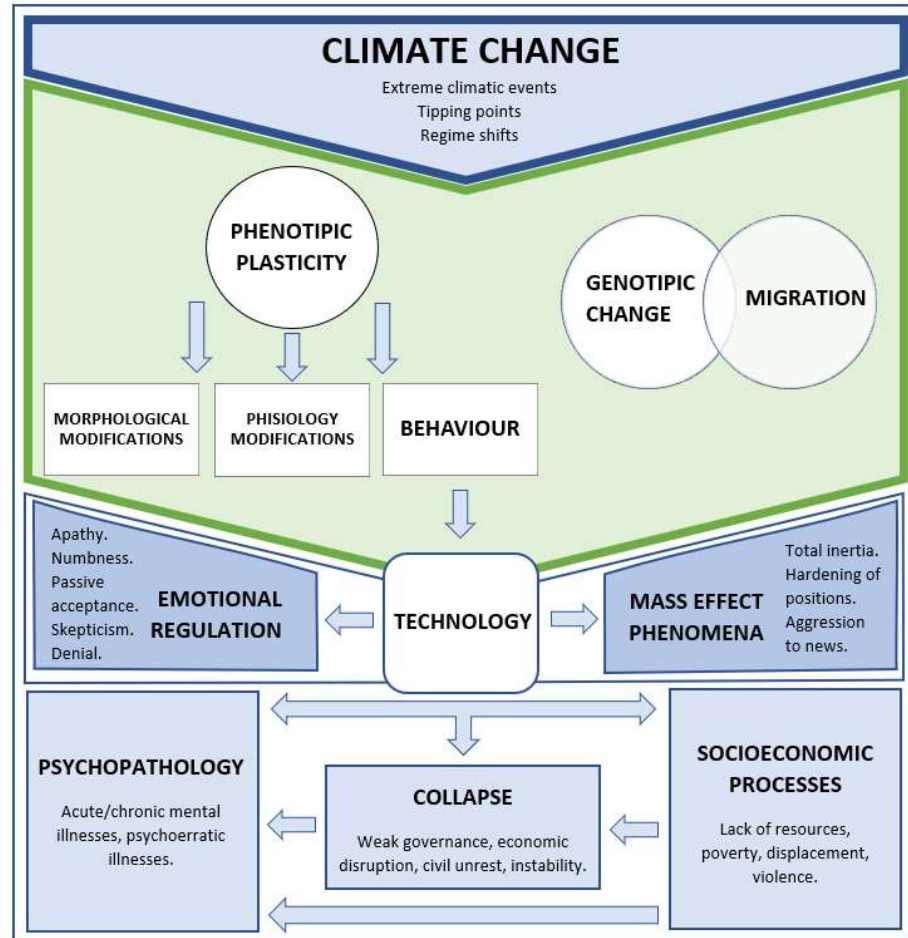 CLIMATE CHANGE
Extreme climatic events
Tipping points
Regime shifts
PHENOTIPIC
PLASTICITY
GENOTIPIC
CHANGE
MIGRATION
MORPHOLOGICAL
MODIFICATIONS
PHISIOLOGY
MODIFICATIONS
BEHAVIOUR
Apathy.
Numbness.
Passive
acceptance.
Skepticism.
Denial.
EMOTIONAL
REGULATION
TECHNOLOGY
MASS EFFECT
PHENOMENA
Total inertia.
Hardening of
positions.
Aggression
to news.
PSYCHOPATHOLOGY
Acute/chronic mental
illnesses, psychoerratic
illnesses.
COLLAPSE
Weak governance, economic
disruption, civil unrest, instability.
SOCIOECONOMIC
PROCESSES
Lack of resources,
poverty, displacement,
violence.